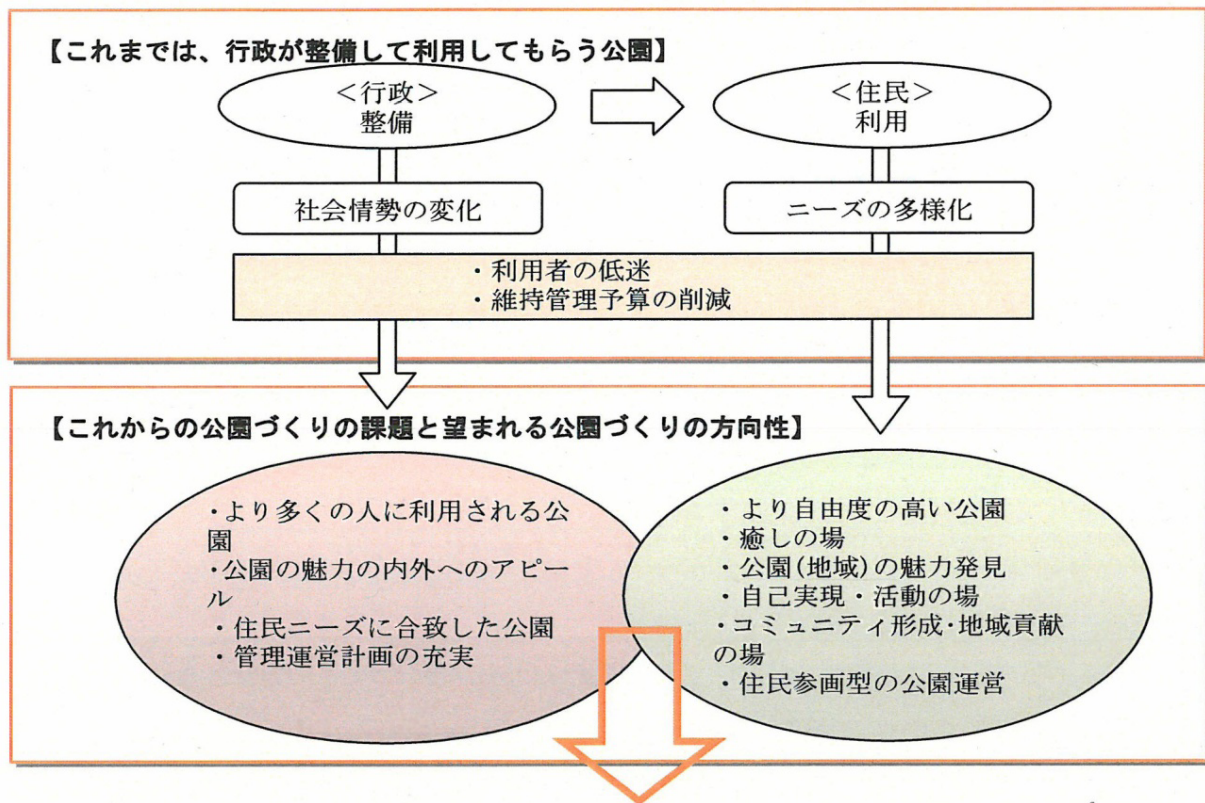 【これまでは、行政が整備して利用してもらう公園】
＜行政＞
整備
＜住民＞
利用
社会情勢の変化
ニーズの多様化
・利用者の低迷
・維持管理予算の削減
【これからの公園づくりの課題と望まれる公園づくりの方向性】
・より多くの人に利用される公
園
・公園の魅力の内外へのアピー
ル
・住民ニーズに合致した公園
・管理運営計画の充実
・より自由度の高い公園
・癒しの場
・公園(地域)の魅力発見
・自己実現・活動の場
・コミュニティ形成・地域貢献
の場
・住民参画型の公園運営